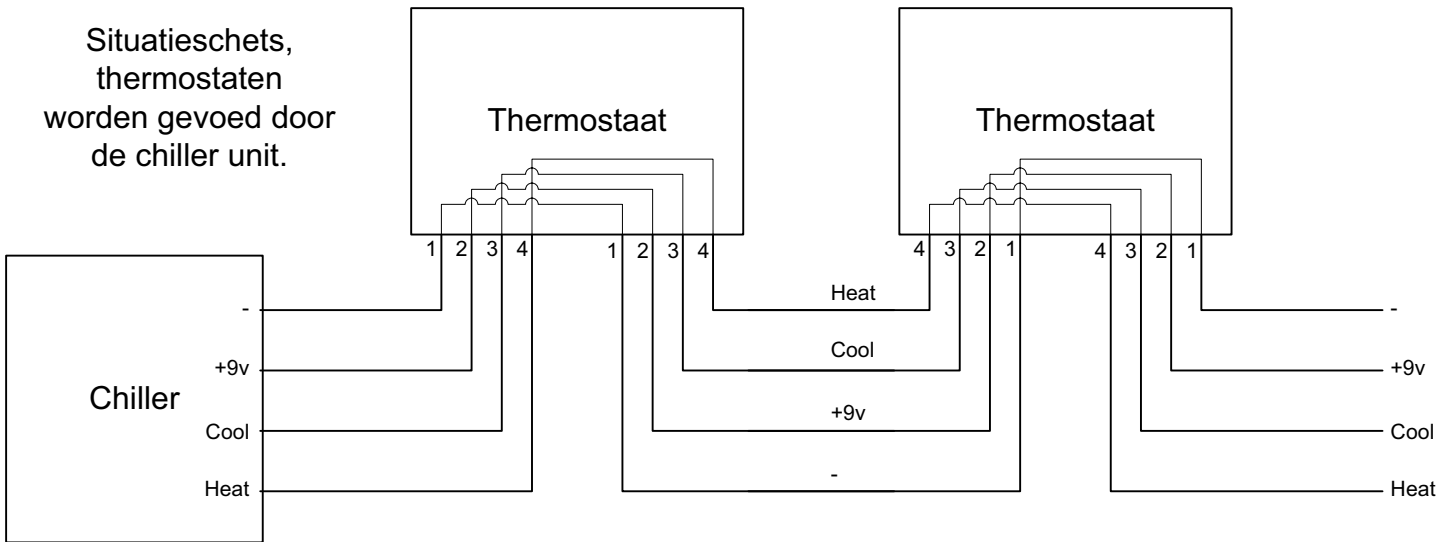 Situatieschets,
thermostaten
worden gevoed door
de chiller unit.
Thermostaat
Thermostaat
1 2 3 4 1 2 3 4
4 3 2 1 4 3 2 1
Chiller
-
+9v
Cool
Heat
Heat
Cool
+9v
-
-
+9v
Cool
Heat